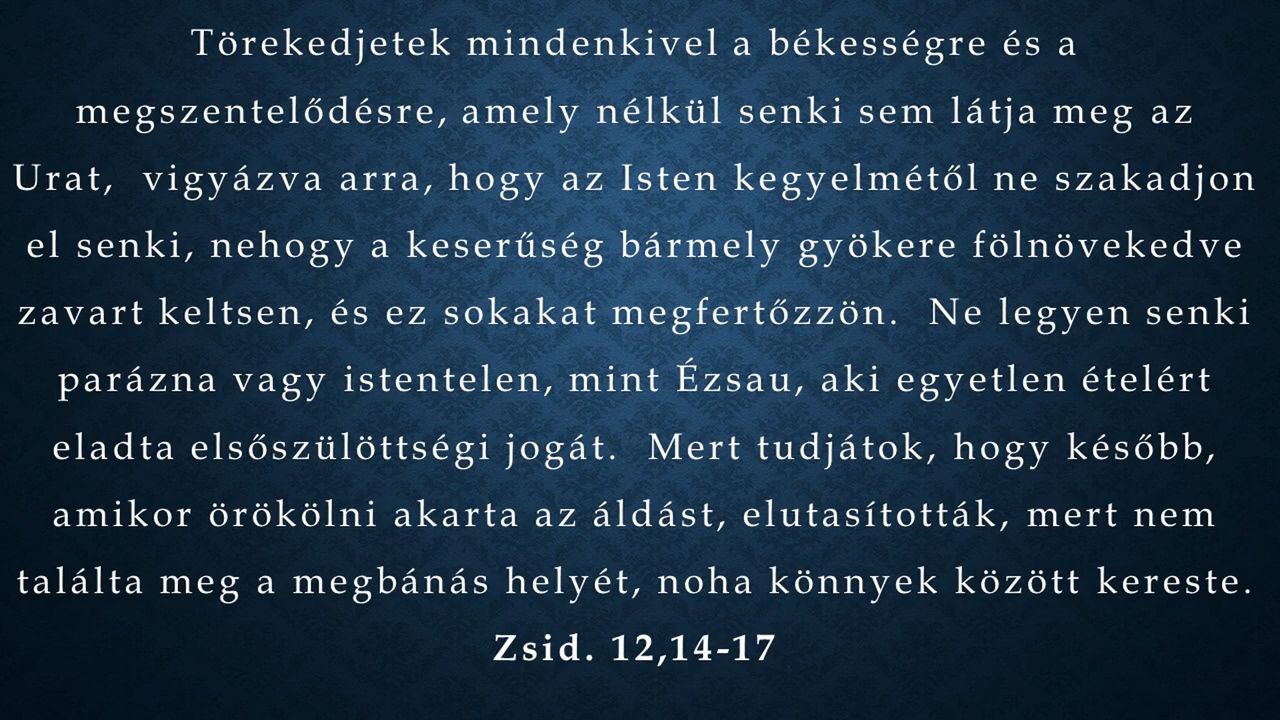 Törekedjetek mindenkivel a békességre és a
megszentelődésre, amely nélkül senki sem látja meg az
Urat,  vigyázva arra, hogy az Isten kegyelmétől ne szakadjon
el senki, nehogy a keserűség bármely gyökere fölnövekedve
zavart keltsen, és ez sokakat megfertőzzön.  Ne legyen senki
parázna vagy istentelen, mint Ézsau, aki egyetlen ételért
eladta elsőszülöttségi jogát.  Mert tudjátok, hogy később,
amikor örökölni akarta az áldást, elutasították, mert nem
találta meg a megbánás helyét, noha könnyek között kereste.
Zsid. 12,14-17